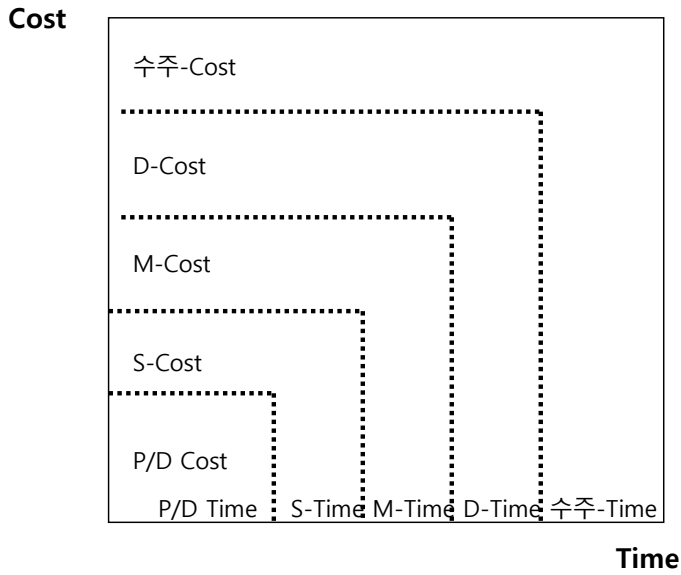 Cost
수주-Cost
D-Cost
M-Cost
S-Cost
P/D Cost
P/D Time S-Time M-Time D-Time 수주-Time
Time